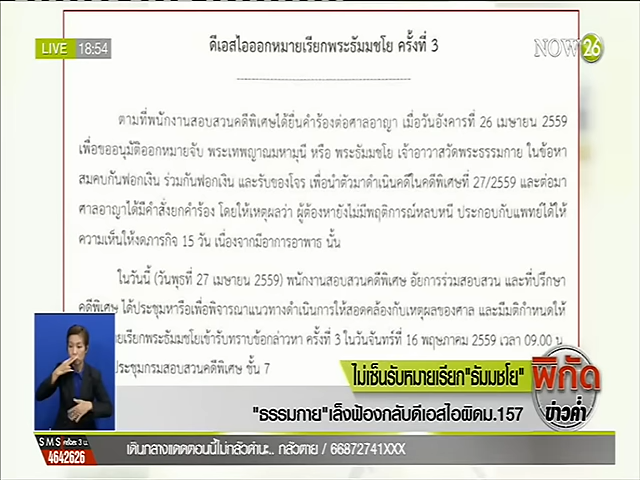 LIVE 18:54
NOW 26
ดีเอสไอออกหมายเรียกพระธัมมชโย ครั้งที่ 3
ตามที่พนักงานสอบสวนคดีพิเศษได้ยื่นคำร้องต่อศาลอาญา เมื่อวันอังคารที่ 26 เมษายน 2559
เพื่อขออนุมัติออกหมายจับ พระเทพญาณมหามุนี หรือ พระธัมมชโย เจ้าอาวาสวัดพระธรรมกาย ในข้อหา
สมคบกันฟอกเงิน ร่วมกันฟอกเงิน และรับของโจร เพื่อนำตัวมาดำเนินคดีในคดีพิเศษที่ 27/2559 และต่อมา
ศาลอาญาได้มีคำสั่งยกคำร้อง โดยให้เหตุผลว่า ผู้ต้องหายังไม่มีพฤติการณ์หลบหนี ประกอบกับแพทย์ได้ให้
ความเห็นให้งดภารกิจ 15 วัน เนื่องจากมีอาการอาพาธ นั้น
ในวันนี้ (วันพุธที่ 27 เมษายน 2559) พนักงานสอบสวนคดีพิเศษ อัยการร่วมสอบสวน และที่ปรึกษา
คดีพิเศษ ได้ประชุมหารือเพื่อพิจารณาแนวทางดำเนินการให้สอดคล้องกับเหตุผลของศาล และมีมติกำหนดให้
ยเรียกพระธัมมชโยเข้ารับทราบข้อกล่าวหา ครั้งที่ 3 ในวันจันทร์ที่ 16 พฤษภาคม 2559 เวลา 09.00 น.
ประชุมกรมสอบสวนคดีพิเศษ ชั้น 7
ไม่เซ็นรับหมายเรียก"ธัมมชโย"
พิกัด
ข่าวค่ำ
"ธรรมกาย"เล็งฟ้องกลับดีเอสไอผิดม.157
SMS ครั้งละ 3 บ.
4642626
เดินกลางแดดตอนนี้ไม่กลัวดำนะ.. กลัวตาย / 66872741XXX